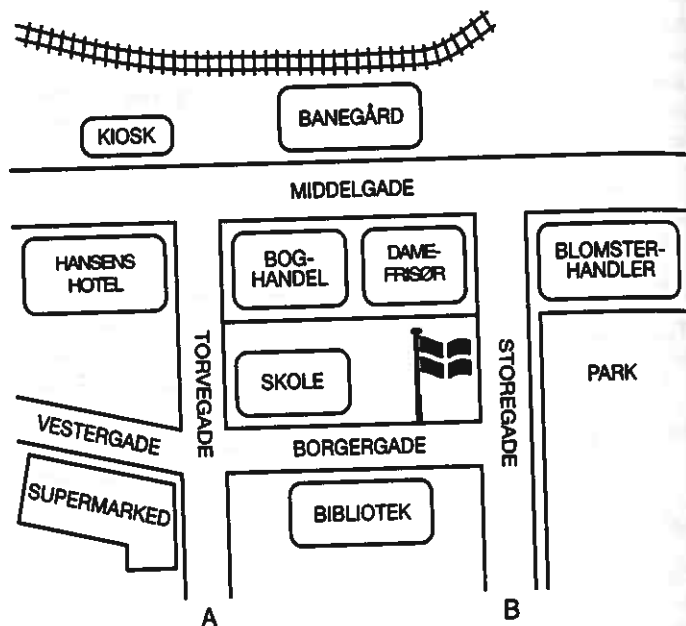 KIOSK
BANEGÅRD
MIDDELGADE
HANSENS
HOTEL
BOG-
HANDEL
DAME-
FRISØR
BLOMSTER-
HANDLER
TORVEGADE
SKOLE
STOREGADE
PARK
VESTERGADE
BORGERGADE
SUPERMARKED
BIBLIOTEK
A
B